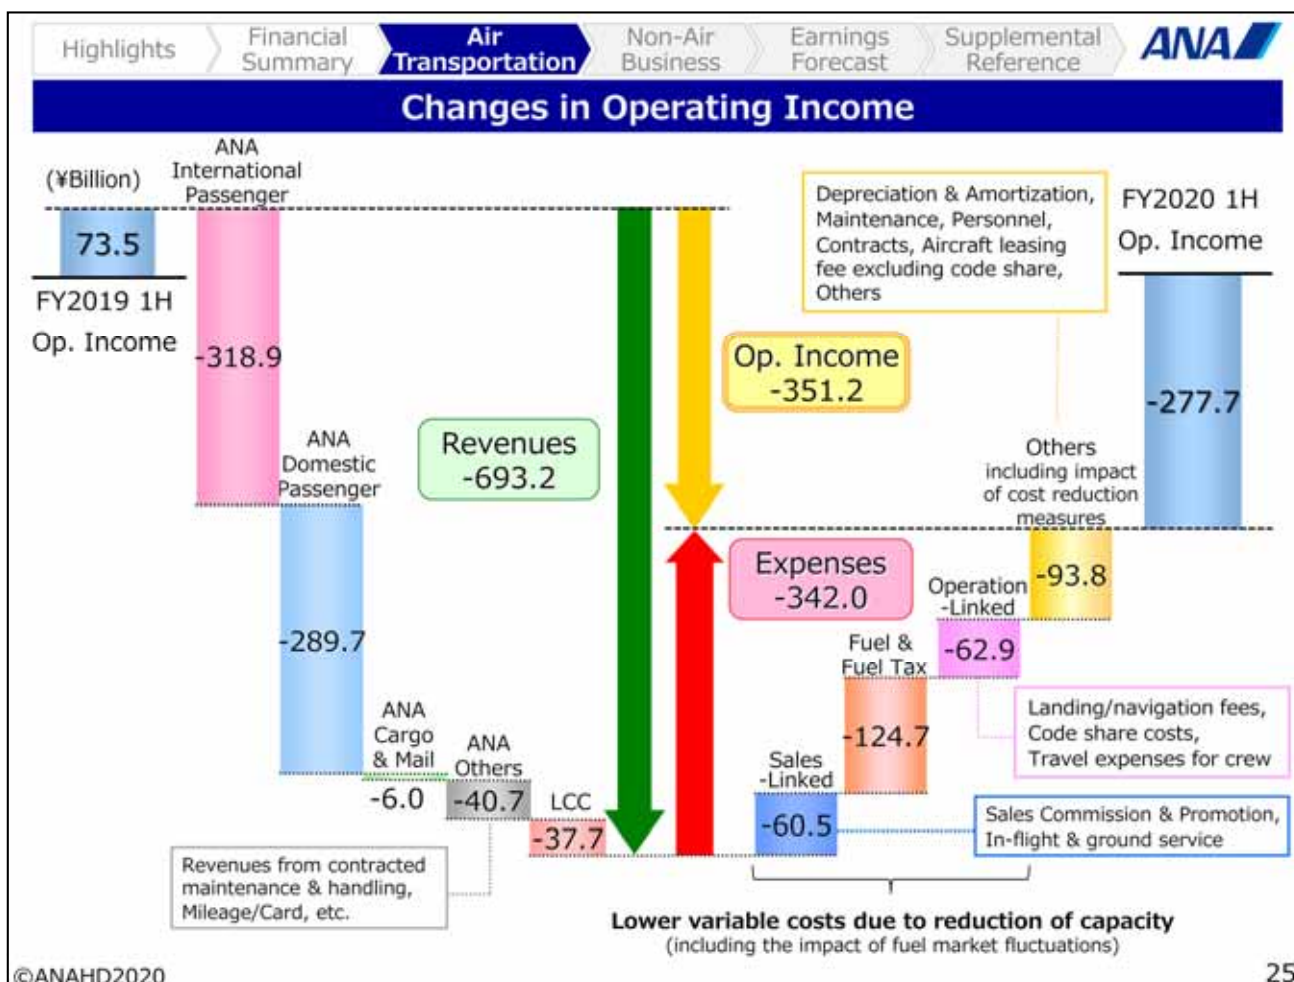 Highlights
Financial
Summary
Air
Transportation
Non-Air
Business
Earnings
Forecast
Supplemental
Reference
ANA
Changes in Operating Income
(¥Billion)
73.5
FY2019 1H
Op. Income
ANA
International
Passenger
-318.9
ANA
Domestic
Passenger
-289.7
ANA
Cargo
& Mail
-6.0
ANA
Others
-40.7
LCC
-37.7
Revenues from contracted
maintenance & handling,
Mileage/Card, etc.
Revenues
-693.2
Op. Income
-351.2
Expenses
-342.0
Sales
-Linked
-60.5
Fuel &
Fuel Tax
-124.7
Operation
-Linked
-62.9
Others
including impact
of cost reduction
measures
-93.8
Depreciation & Amortization,
Maintenance, Personnel,
Contracts, Aircraft leasing
fee excluding code share,
Others
FY2020 1H
Op. Income
-277.7
Landing/navigation fees,
Code share costs,
Travel expenses for crew
Sales Commission & Promotion,
In-flight & ground service
Lower variable costs due to reduction of capacity
(including the impact of fuel market fluctuations)
©ANAHD2020
25